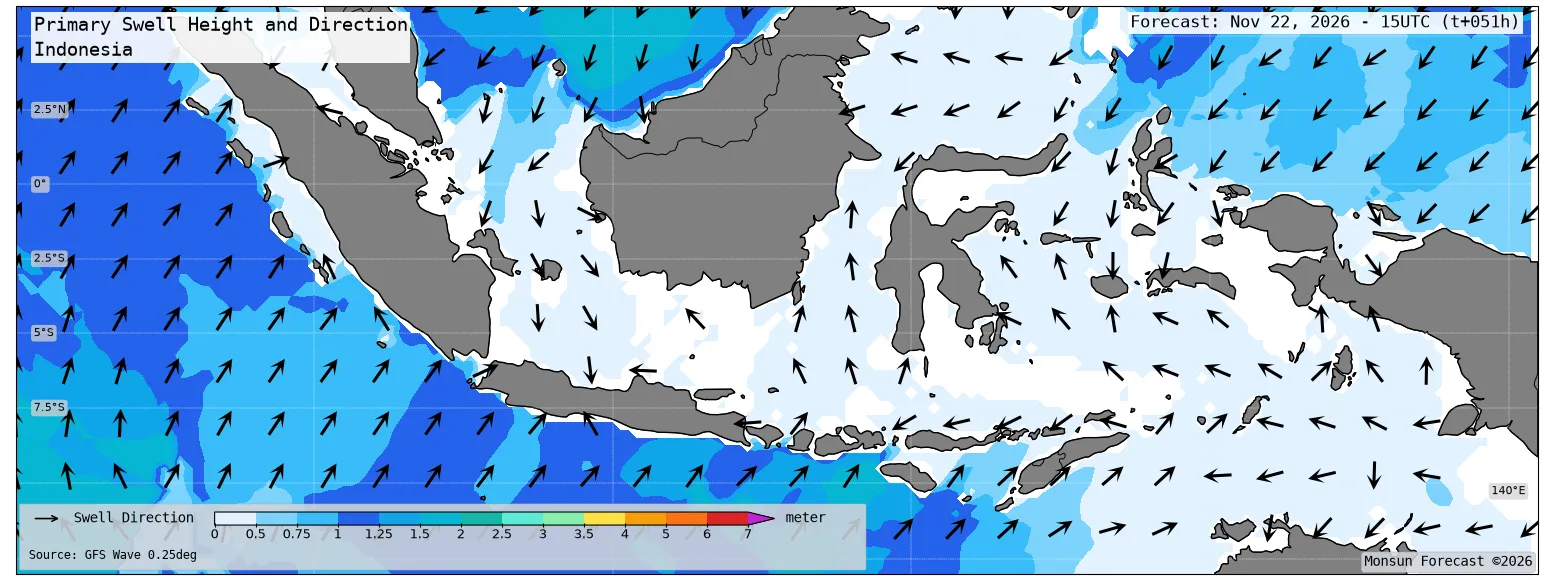 Primary Swell Height and Direction
Indonesia
Forecast: Nov 22, 2026 - 15UTC (t+051h)
2.5°N
0°
2.5°S
5°S
7.5°S
140°E
Swell Direction
meter
0 0.5 0.75 1 1.25 1.5 2 2.5 3 3.5 4 5 6 7
Source: GFS Wave 0.25deg
Monsun Forecast ©2026